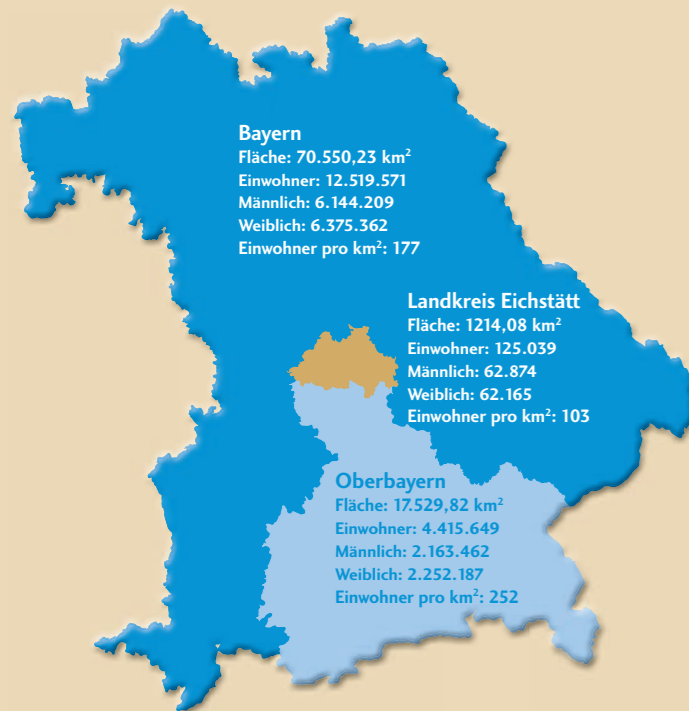 Bayern
Fläche: 70.550,23 km²
Einwohner: 12.519.571
Männlich: 6.144.209
Weiblich: 6.375.362
Einwohner pro km²: 177
Landkreis Eichstätt
Fläche: 1214,08 km²
Einwohner: 125.039
Männlich: 62.874
Weiblich: 62.165
Einwohner pro km²: 103
Oberbayern
Fläche: 17.529,82 km²
Einwohner: 4.415.649
Männlich: 2.163.462
Weiblich: 2.252.187
Einwohner pro km²: 252